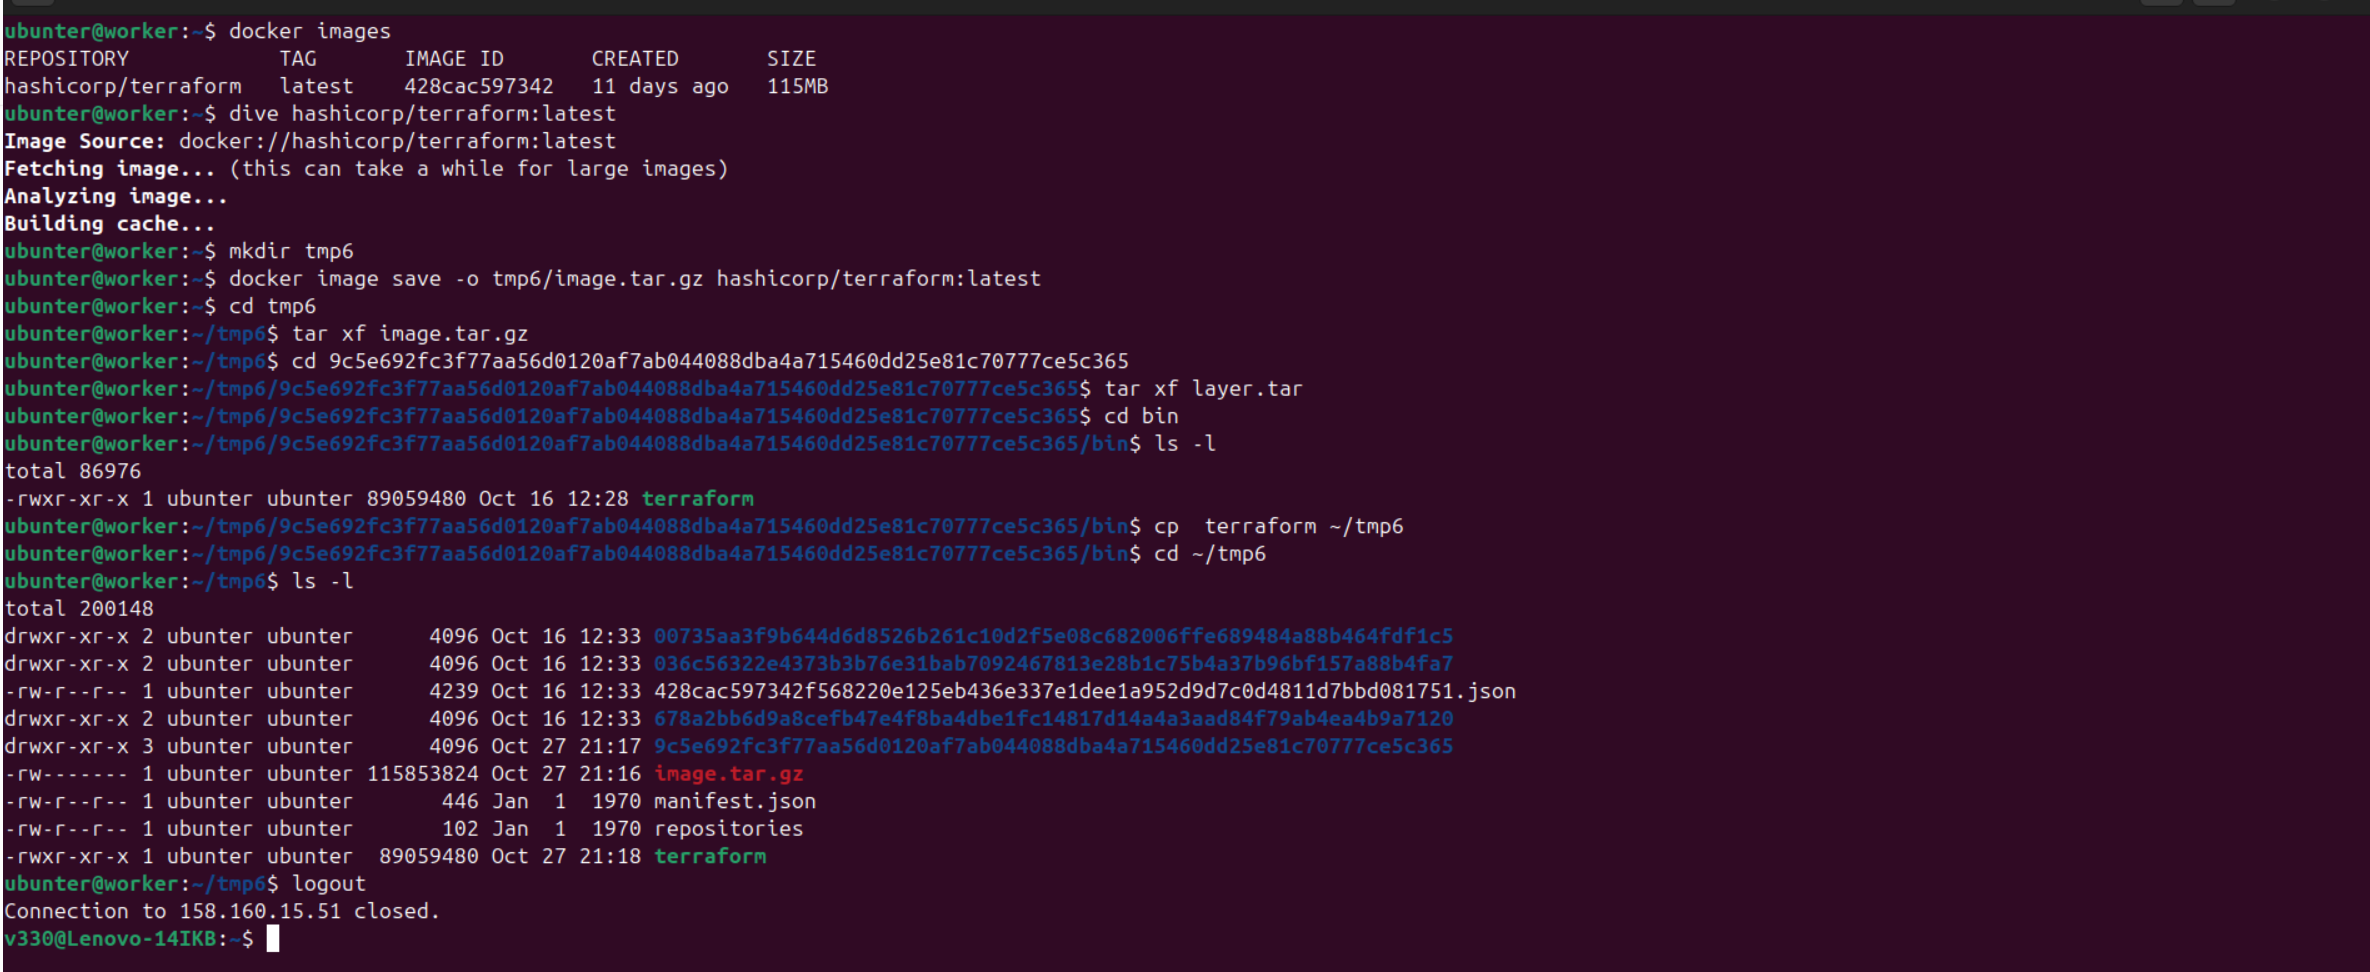 ubunter@worker:~$ docker images
REPOSITORY            TAG       IMAGE ID       CREATED       SIZE
hashicorp/terraform   latest    428cac597342   11 days ago   115MB
ubunter@worker:~$ dive hashicorp/terraform:latest
Image Source: docker://hashicorp/terraform:latest
Fetching image... (this can take a while for large images)
Analyzing image...
Building cache...
ubunter@worker:~$ mkdir tmp6
ubunter@worker:~$ docker image save -o tmp6/image.tar.gz hashicorp/terraform:latest
ubunter@worker:~$ cd tmp6
ubunter@worker:~/tmp6$ tar xf image.tar.gz
ubunter@worker:~/tmp6$ cd 9c5e692fc3f77aa56d0120af7ab044088dba4a715460dd25e81c70777ce5c365
ubunter@worker:~/tmp6/9c5e692fc3f77aa56d0120af7ab044088dba4a715460dd25e81c70777ce5c365$ tar xf layer.tar
ubunter@worker:~/tmp6/9c5e692fc3f77aa56d0120af7ab044088dba4a715460dd25e81c70777ce5c365$ cd bin
ubunter@worker:~/tmp6/9c5e692fc3f77aa56d0120af7ab044088dba4a715460dd25e81c70777ce5c365/bin$ ls -l
total 86976
-rwxr-xr-x 1 ubunter ubunter 89059480 Oct 16 12:28 terraform
ubunter@worker:~/tmp6/9c5e692fc3f77aa56d0120af7ab044088dba4a715460dd25e81c70777ce5c365/bin$ cp  terraform ~/tmp6
ubunter@worker:~/tmp6/9c5e692fc3f77aa56d0120af7ab044088dba4a715460dd25e81c70777ce5c365/bin$ cd ~/tmp6
ubunter@worker:~/tmp6$ ls -l
total 200148
drwxr-xr-x 2 ubunter ubunter      4096 Oct 16 12:33 00735aa3f9b644d6d8526b261c10d2f5e08c682006ffe689484a88b464fdf1c5
drwxr-xr-x 2 ubunter ubunter      4096 Oct 16 12:33 036c56322e4373b3b76e31bab7092467813e28b1c75b4a37b96bf157a88b4fa7
-rw-r--r-- 1 ubunter ubunter      4239 Oct 16 12:33 428cac597342f568220e125eb436e337e1dee1a952d9d7c0d4811d7bbd081751.json
drwxr-xr-x 2 ubunter ubunter      4096 Oct 16 12:33 678a2bb6d9a8cefb47e4f8ba4dbe1fc14817d14a4a3aad84f79ab4ea4b9a7120
drwxr-xr-x 3 ubunter ubunter      4096 Oct 27 21:17 9c5e692fc3f77aa56d0120af7ab044088dba4a715460dd25e81c70777ce5c365
-rw------- 1 ubunter ubunter 115853824 Oct 27 21:16 image.tar.gz
-rw-r--r-- 1 ubunter ubunter       446 Jan  1  1970 manifest.json
-rw-r--r-- 1 ubunter ubunter       102 Jan  1  1970 repositories
-rwxr-xr-x 1 ubunter ubunter  89059480 Oct 27 21:18 terraform
ubunter@worker:~/tmp6$ logout
Connection to 158.160.15.51 closed.
v330@Lenovo-14IKB:~$